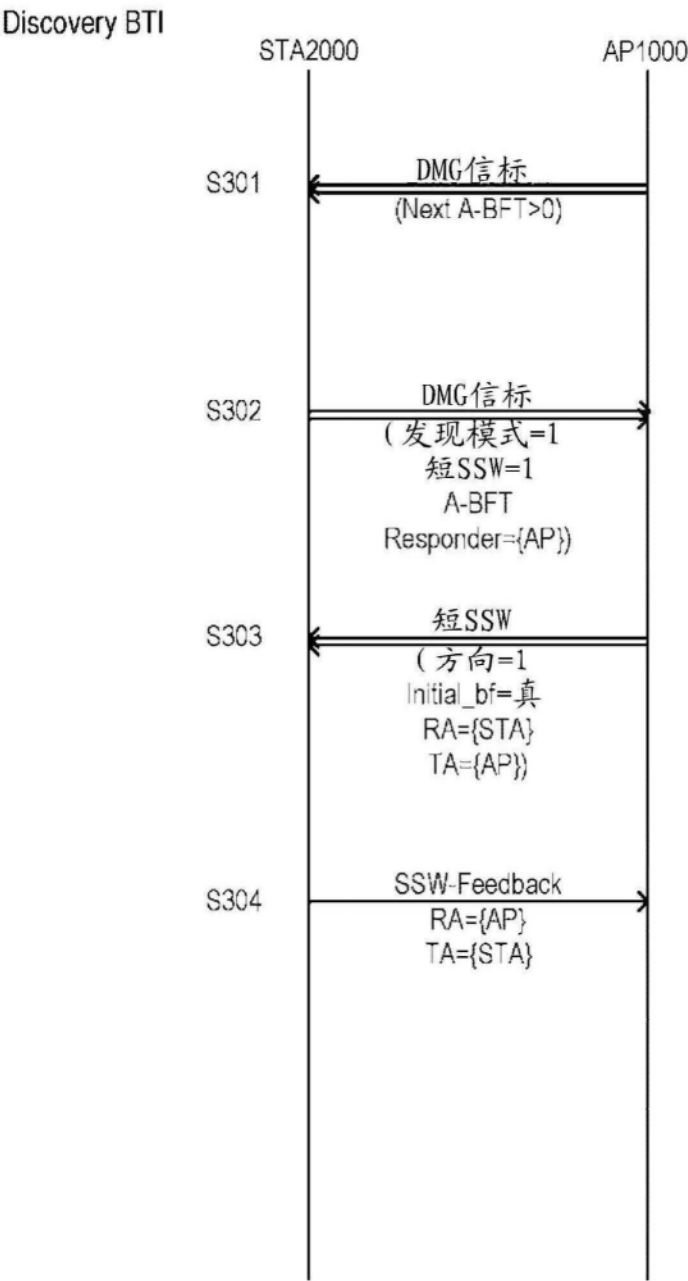 Discovery BTI
STA2000
AP1000
S301
DMG信标
(Next A-BFT>0)
S302
DMG信标
(发现模式=1
短SSW=1
A-BFT
Responder={AP})
S303
短SSW
(方向=1
Initial_bf=真
RA={STA}
TA={AP})
S304
SSW-Feedback
RA={AP}
TA={STA}